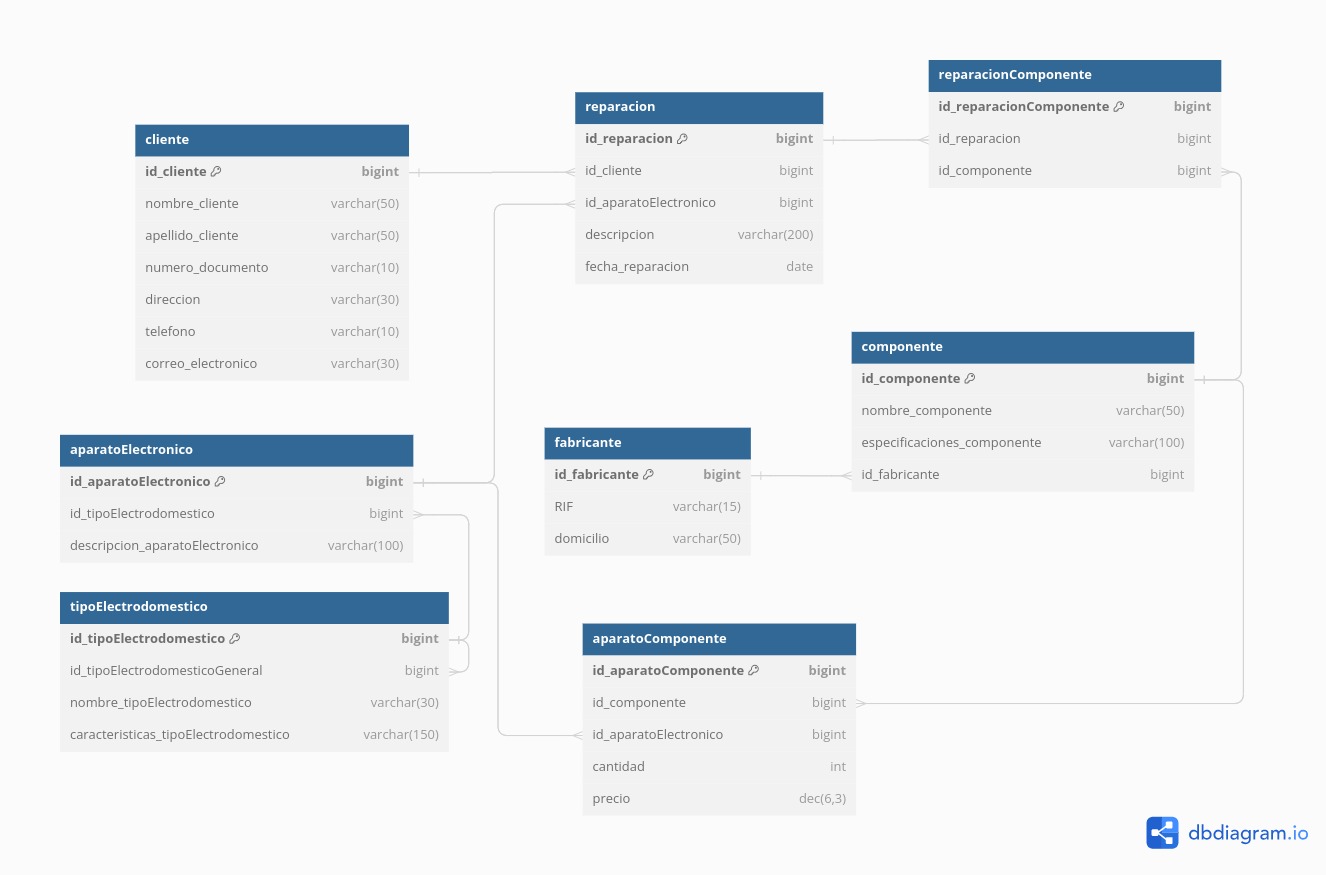 cliente
id_cliente bigint
nombre_cliente varchar(50)
apellido_cliente varchar(50)
numero_documento varchar(10)
direccion varchar(30)
telefono varchar(10)
correo_electronico varchar(30)
reparacion
id_reparacion bigint
id_cliente bigint
id_aparatoElectronico bigint
descripcion varchar(200)
fecha_reparacion date
reparacionComponente
id_reparacionComponente bigint
id_reparacion bigint
id_componente bigint
componente
id_componente bigint
nombre_componente varchar(50)
especificaciones_componente varchar(100)
id_fabricante bigint
aparatoElectronico
id_aparatoElectronico bigint
id_tipoElectrodomestico bigint
descripcion_aparatoElectronico varchar(100)
fabricante
id_fabricante bigint
RIF varchar(15)
domicilio varchar(50)
tipoElectrodomestico
id_tipoElectrodomestico bigint
id_tipoElectrodomesticoGeneral bigint
nombre_tipoElectrodomestico varchar(30)
caracteristicas_tipoElectrodomestico varchar(150)
aparatoComponente
id_aparatoComponente bigint
id_componente bigint
id_aparatoElectronico bigint
cantidad int
precio dec(6,3)
dbdiagram.io